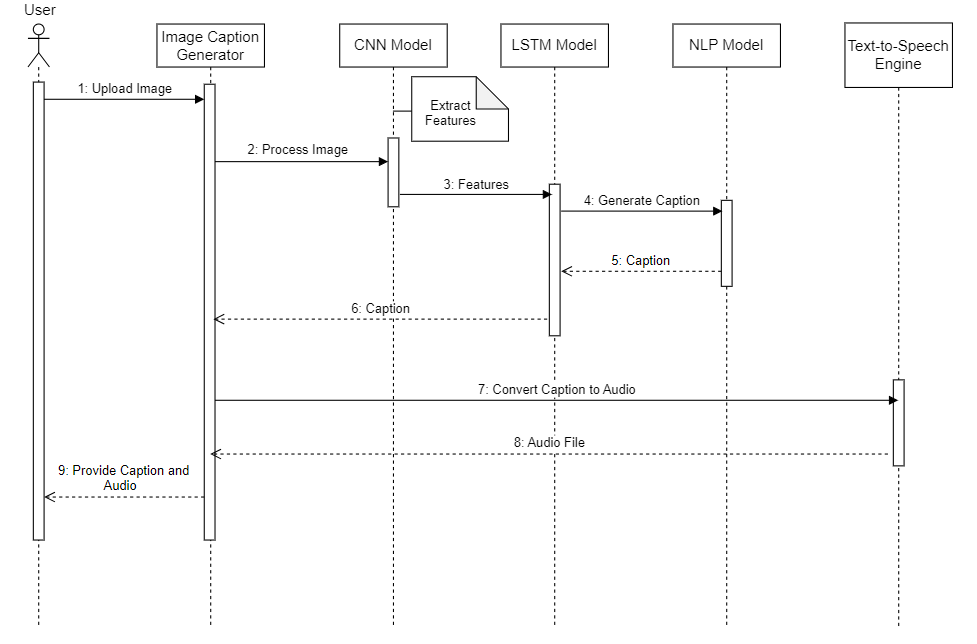 User
Image Caption
Generator
CNN Model
LSTM Model
NLP Model
Text-to-Speech
Engine
1: Upload Image
Extract
Features
2: Process Image
3: Features
4: Generate Caption
5: Caption
6: Caption
7: Convert Caption to Audio
8: Audio File
9: Provide Caption and
Audio